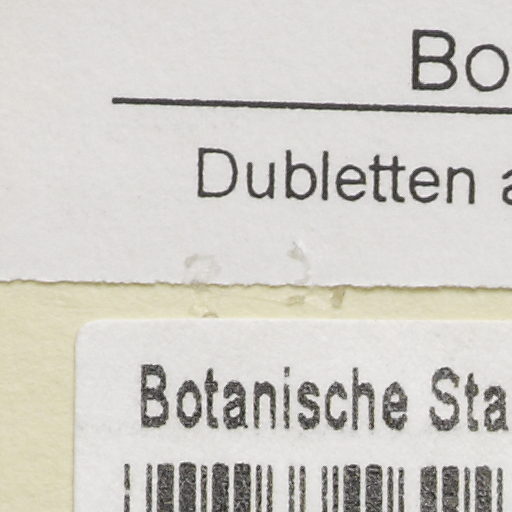 Bo
Dubletten a
Botanische Sta